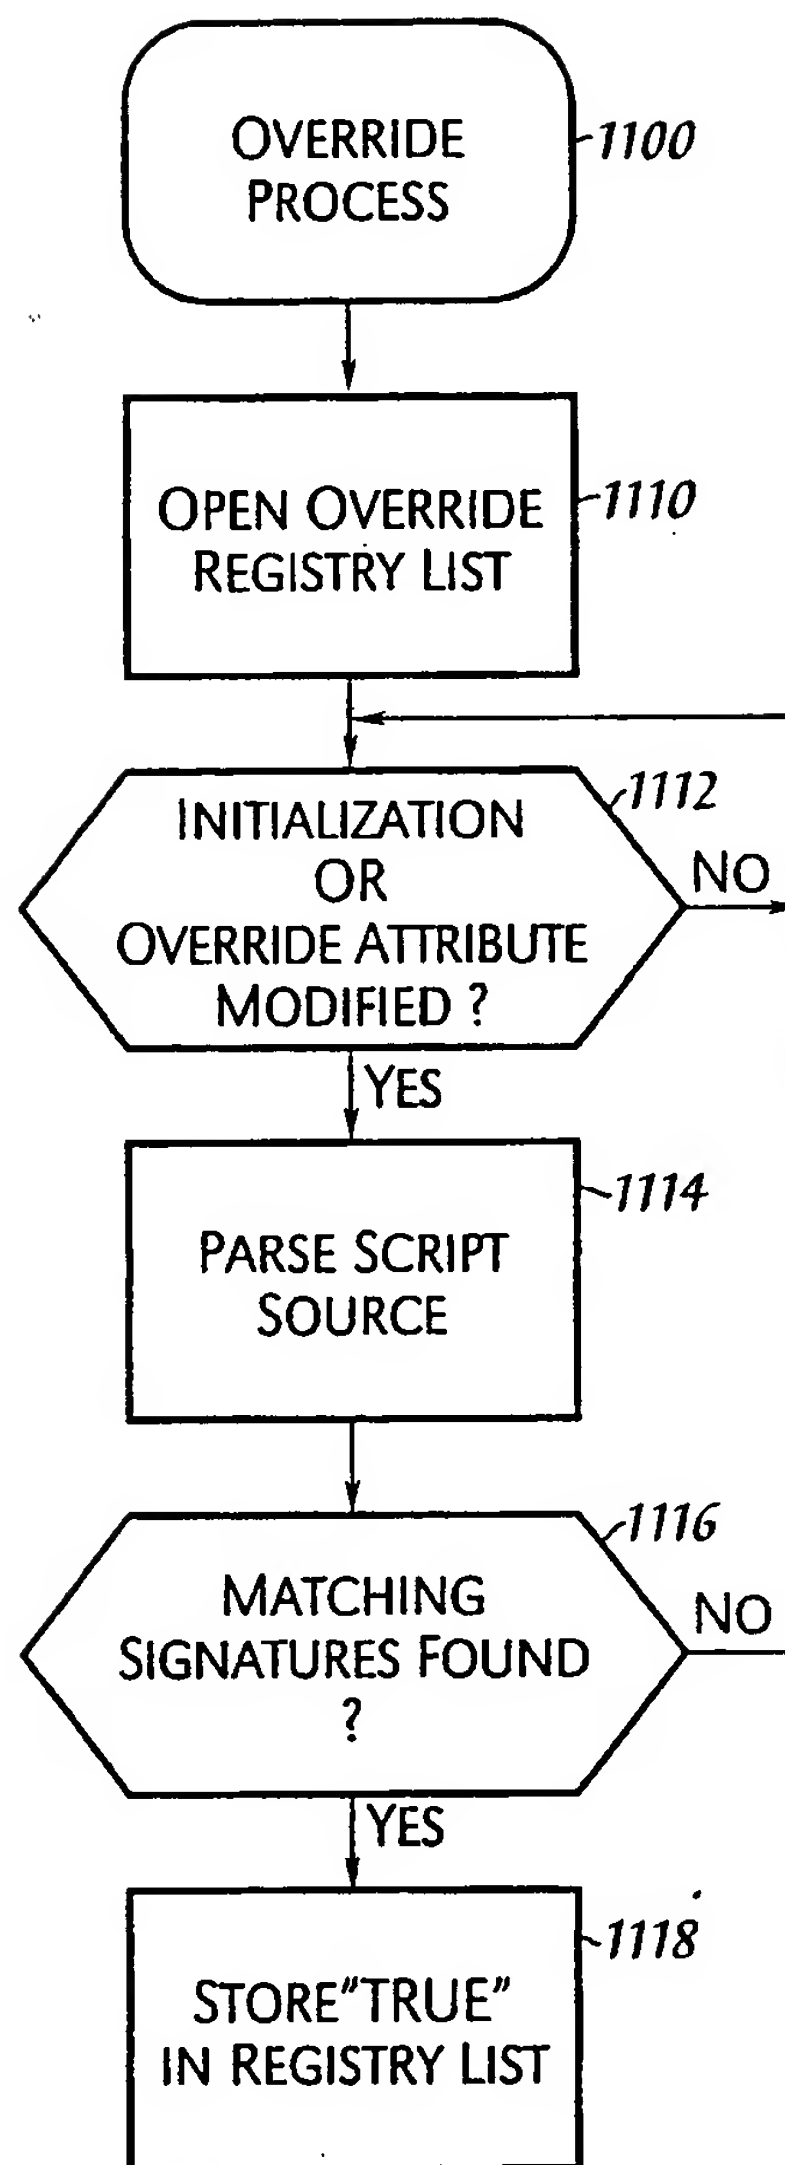 OVERRIDE
PROCESS
1100
OPEN OVERRIDE
REGISTRY LIST
1110
INITIALIZATION
OR
OVERRIDE ATTRIBUTE
MODIFIED ?
1112
NO
YES
PARSE SCRIPT
SOURCE
1114
MATCHING
SIGNATURES FOUND
?
1116
NO
YES
STORE"TRUE"
IN REGISTRY LIST
1118